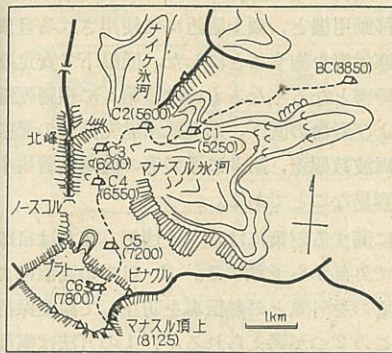 ナイケ氷河
BC(3850)
C2(5600)
C1
(5250)
北峰
C3
(6200)
マナスル氷河
C4
(6550)
ノースコル
C5
(7200)
プラトー
ピンクル
C6
(7800)
マナスル頂上
(8125)
1km